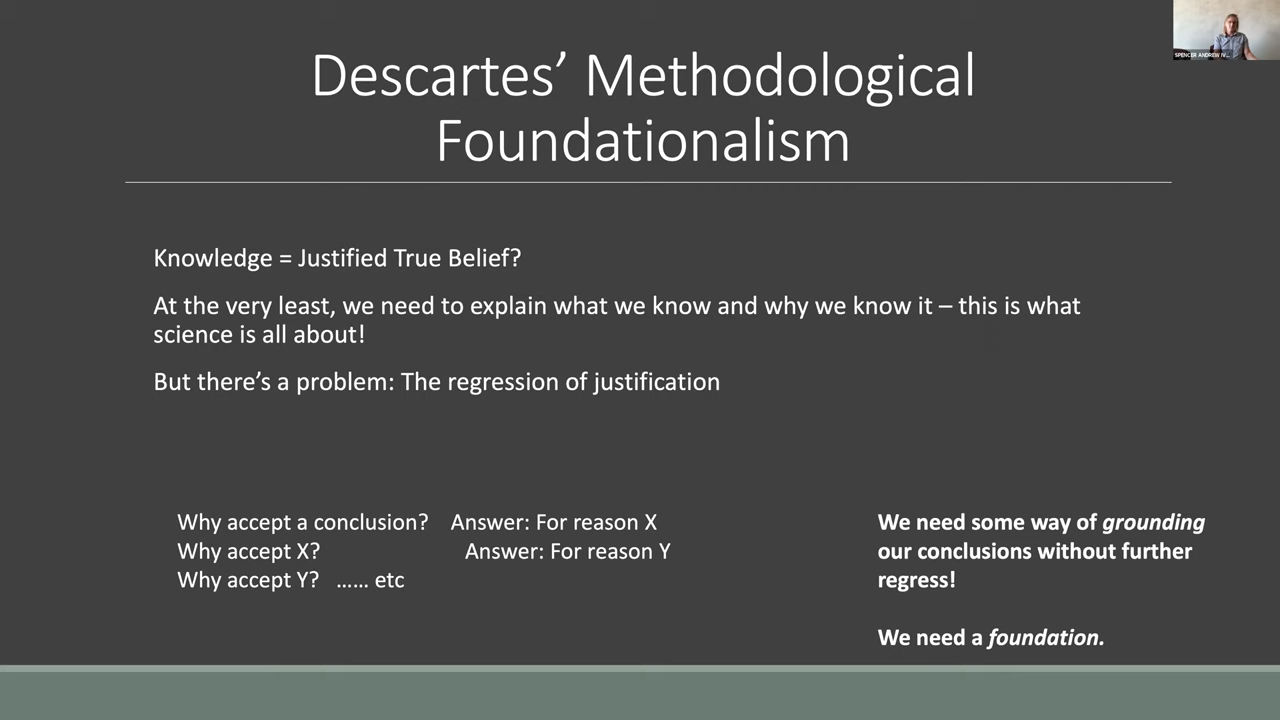 Descartes’ Methodological
Foundationalism
SPENCER ANDREW IV...
Knowledge = Justified True Belief?
At the very least, we need to explain what we know and why we know it – this is what
science is all about!
But there’s a problem: The regression of justification
Why accept a conclusion? Answer: For reason X
Why accept X? Answer: For reason Y
Why accept Y? …… etc
We need some way of grounding
our conclusions without further
regress!
We need a foundation.